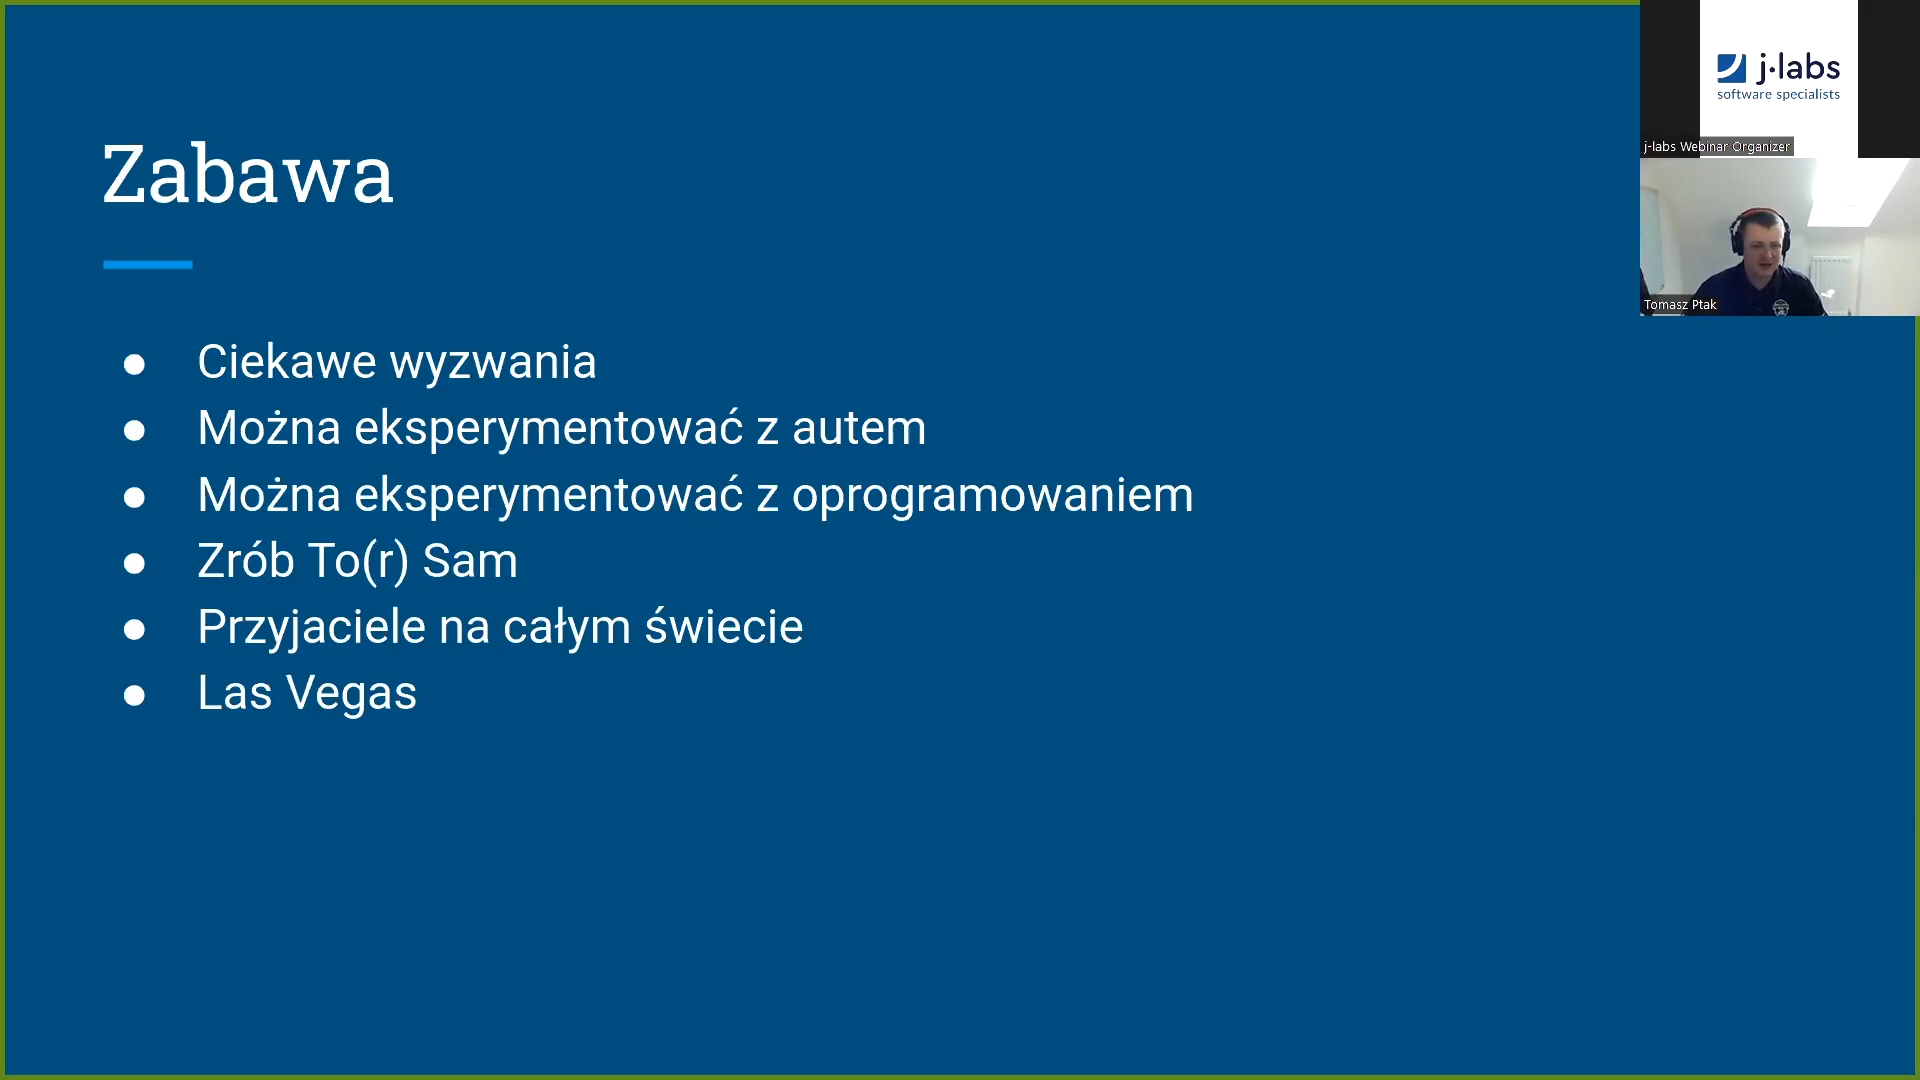 Zabawa
Ciekawe wyzwania
Można eksperymentować z autem
Można eksperymentować z oprogramowaniem
Zrób To(r) Sam
Przyjaciele na całym świecie
Las Vegas
j·labs
software specialists
j-labs Webinar Organizer
Tomasz Ptak